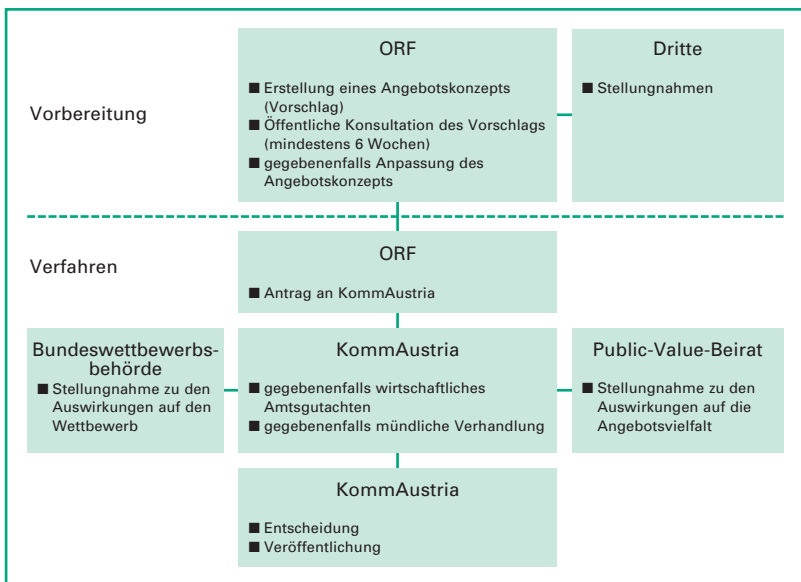 Vorbereitung
ORF
■ Erstellung eines Angebotskonzepts
(Vorschlag)
■ Öffentliche Konsultation des Vorschlags
(mindestens 6 Wochen)
■ gegebenenfalls Anpassung des
Angebotskonzepts
Dritte
■ Stellungnahmen
Verfahren
ORF
■ Antrag an KommAustria
Bundeswettbewerbs-
behörde
■ Stellungnahme zu den
Auswirkungen auf den
Wettbewerb
KommAustria
■ gegebenenfalls wirtschaftliches
Amtsgutachten
■ gegebenenfalls mündliche Verhandlung
Public-Value-Beirat
■ Stellungnahme zu den
Auswirkungen auf die
Angebotsvielfalt
KommAustria
■ Entscheidung
■ Veröffentlichung